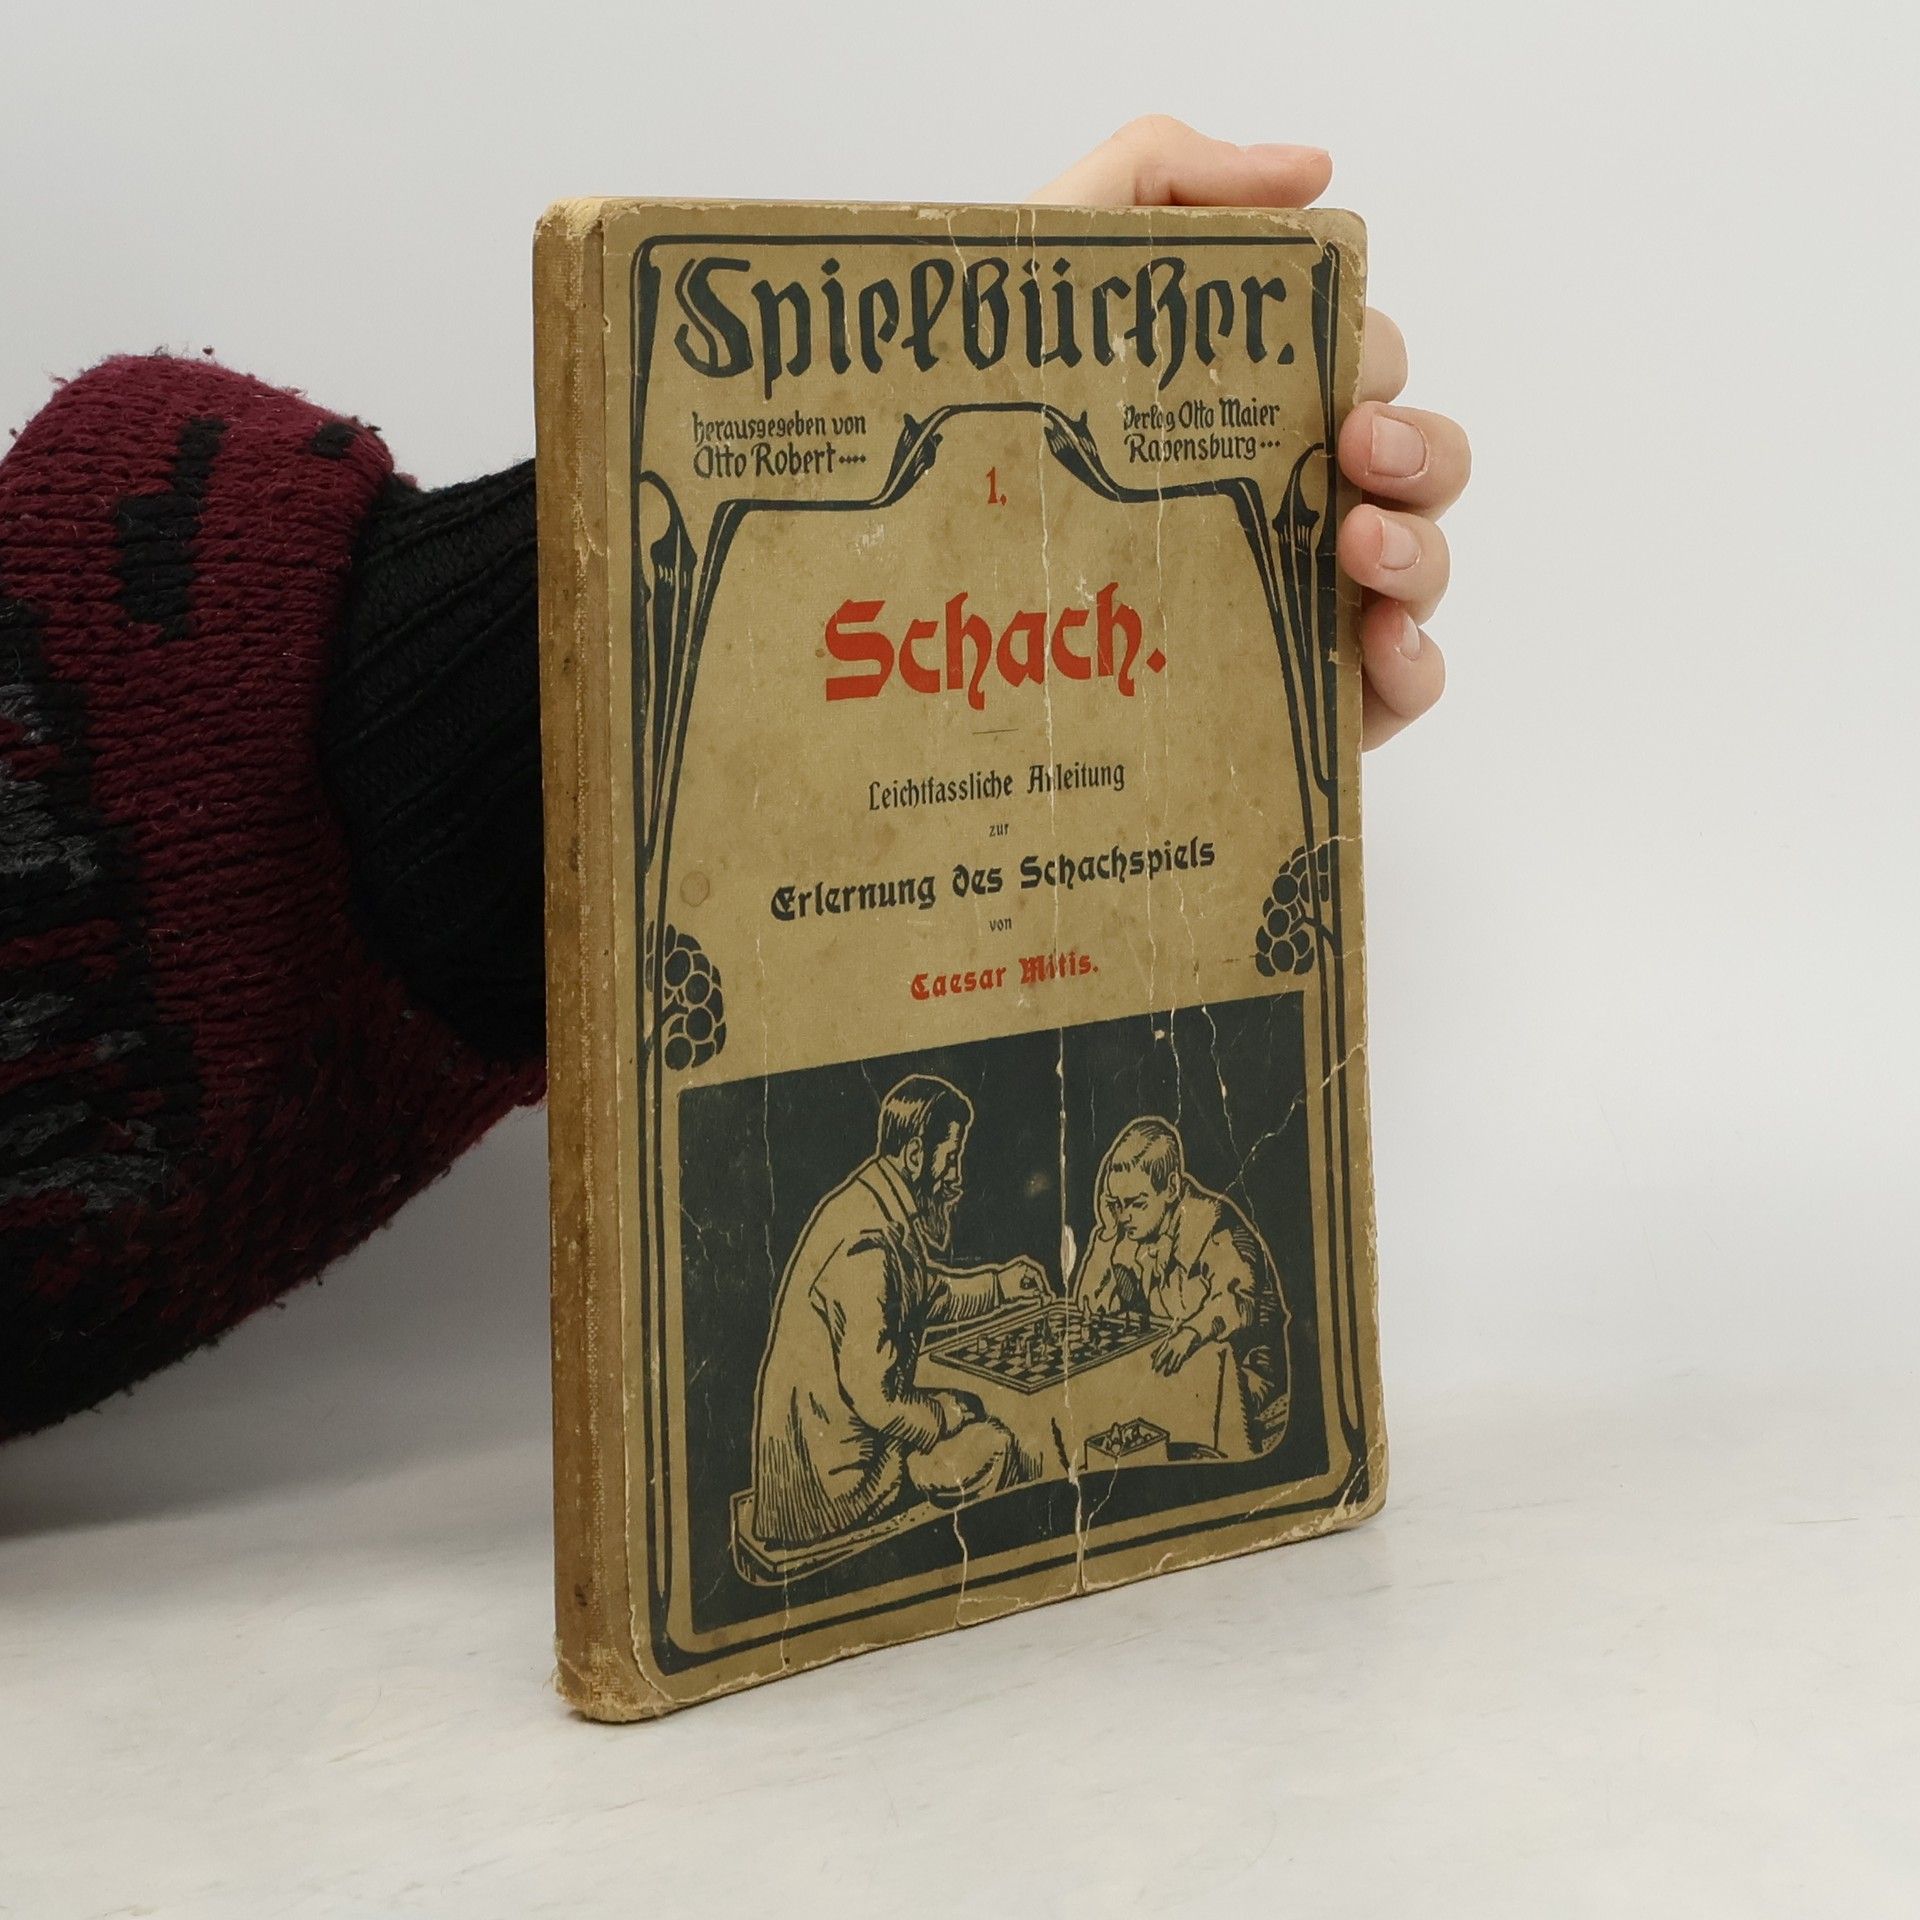 Spielbücher.
herausgegeben von
Otto Robert....
Verlag Otto Maier
Ravensburg...
1.
Schach.
Leichtfassliche Anleitung
zur
Erlernung des Schachspiels
von
Caesar Mitis.